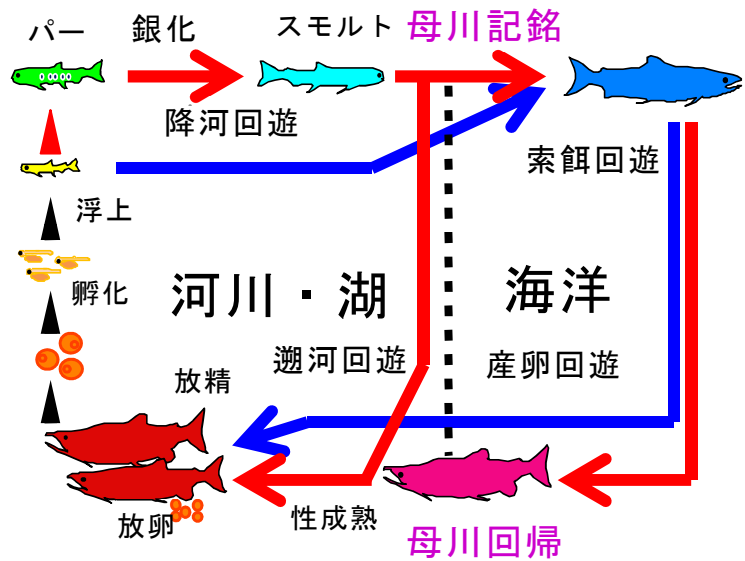 パー
銀化
スモルト
母川記銘
降河回遊
索餌回遊
浮上
孵化
河川・湖
海洋
遡河回遊
産卵回遊
放精
放卵
性成熟
母川回帰